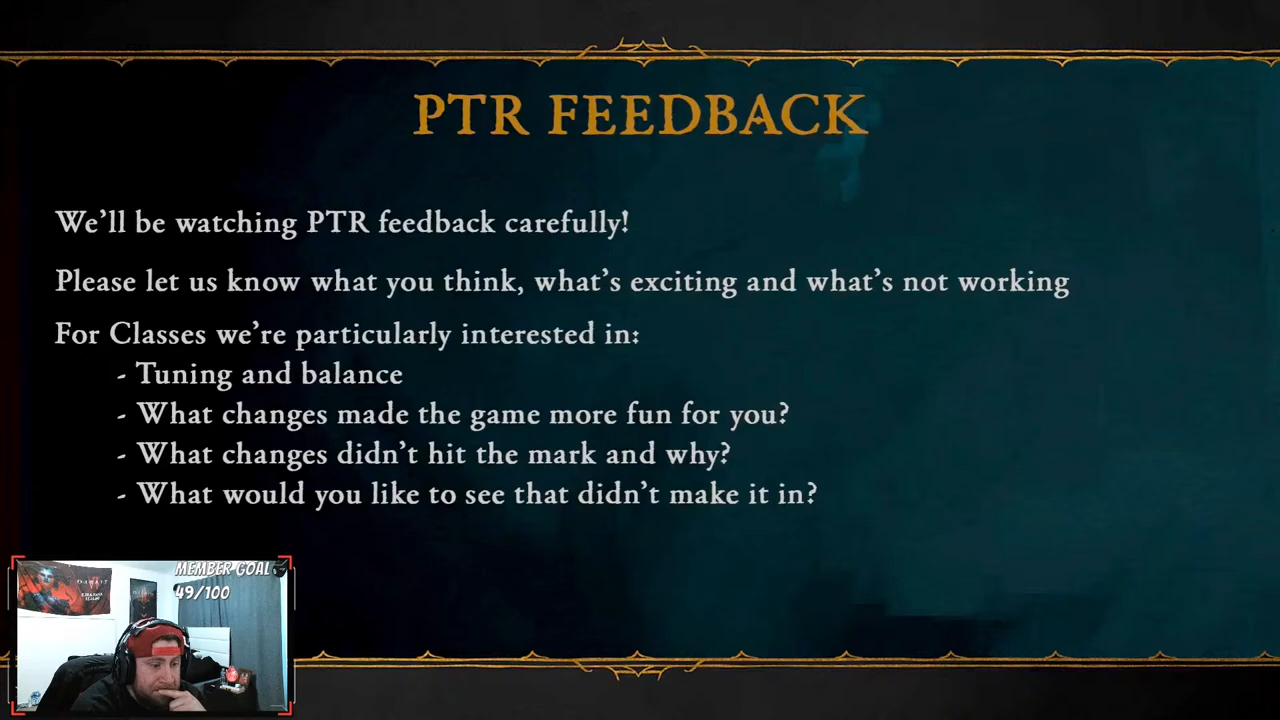 PTR FEEDBACK
We'll be watching PTR feedback carefully!
Please let us know what you think, what's exciting and what's not working
For Classes we're particularly interested in:
- Tuning and balance
- What changes made the game more fun for you?
- What changes didn't hit the mark and why?
- What would you like to see that didn't make it in?
MEMBER GOAL
49/100